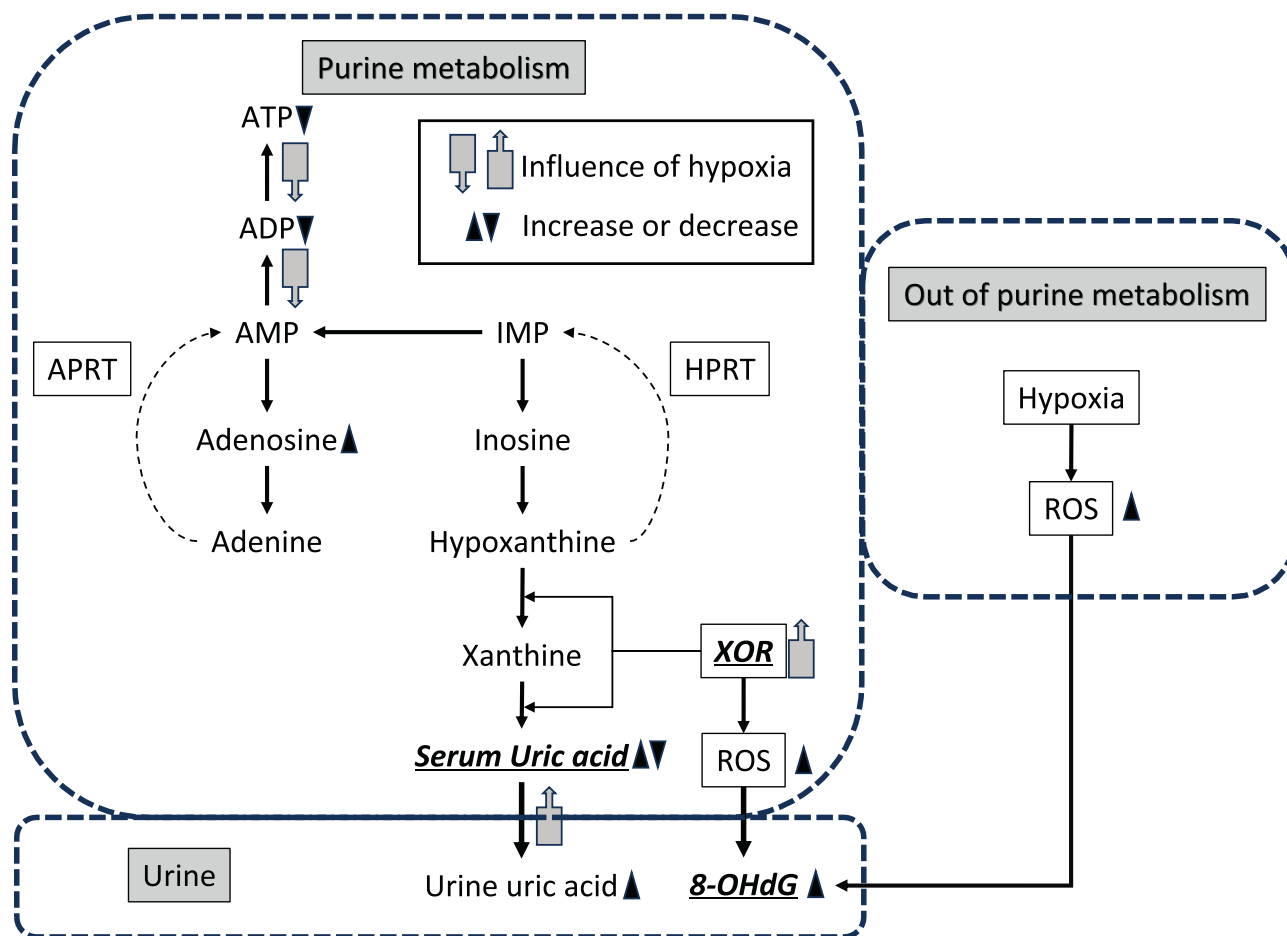 Purine metabolism
ATP
Influence of hypoxia
ADP
Increase or decrease
Out of purine metabolism
AMP
IMP
APRT
HPRT
Hypoxia
Adenosine
Inosine
ROS
Adenine
Hypoxanthine
Xanthine
XOR
Serum Uric acid
ROS
Urine
Urine uric acid
8-OHdG